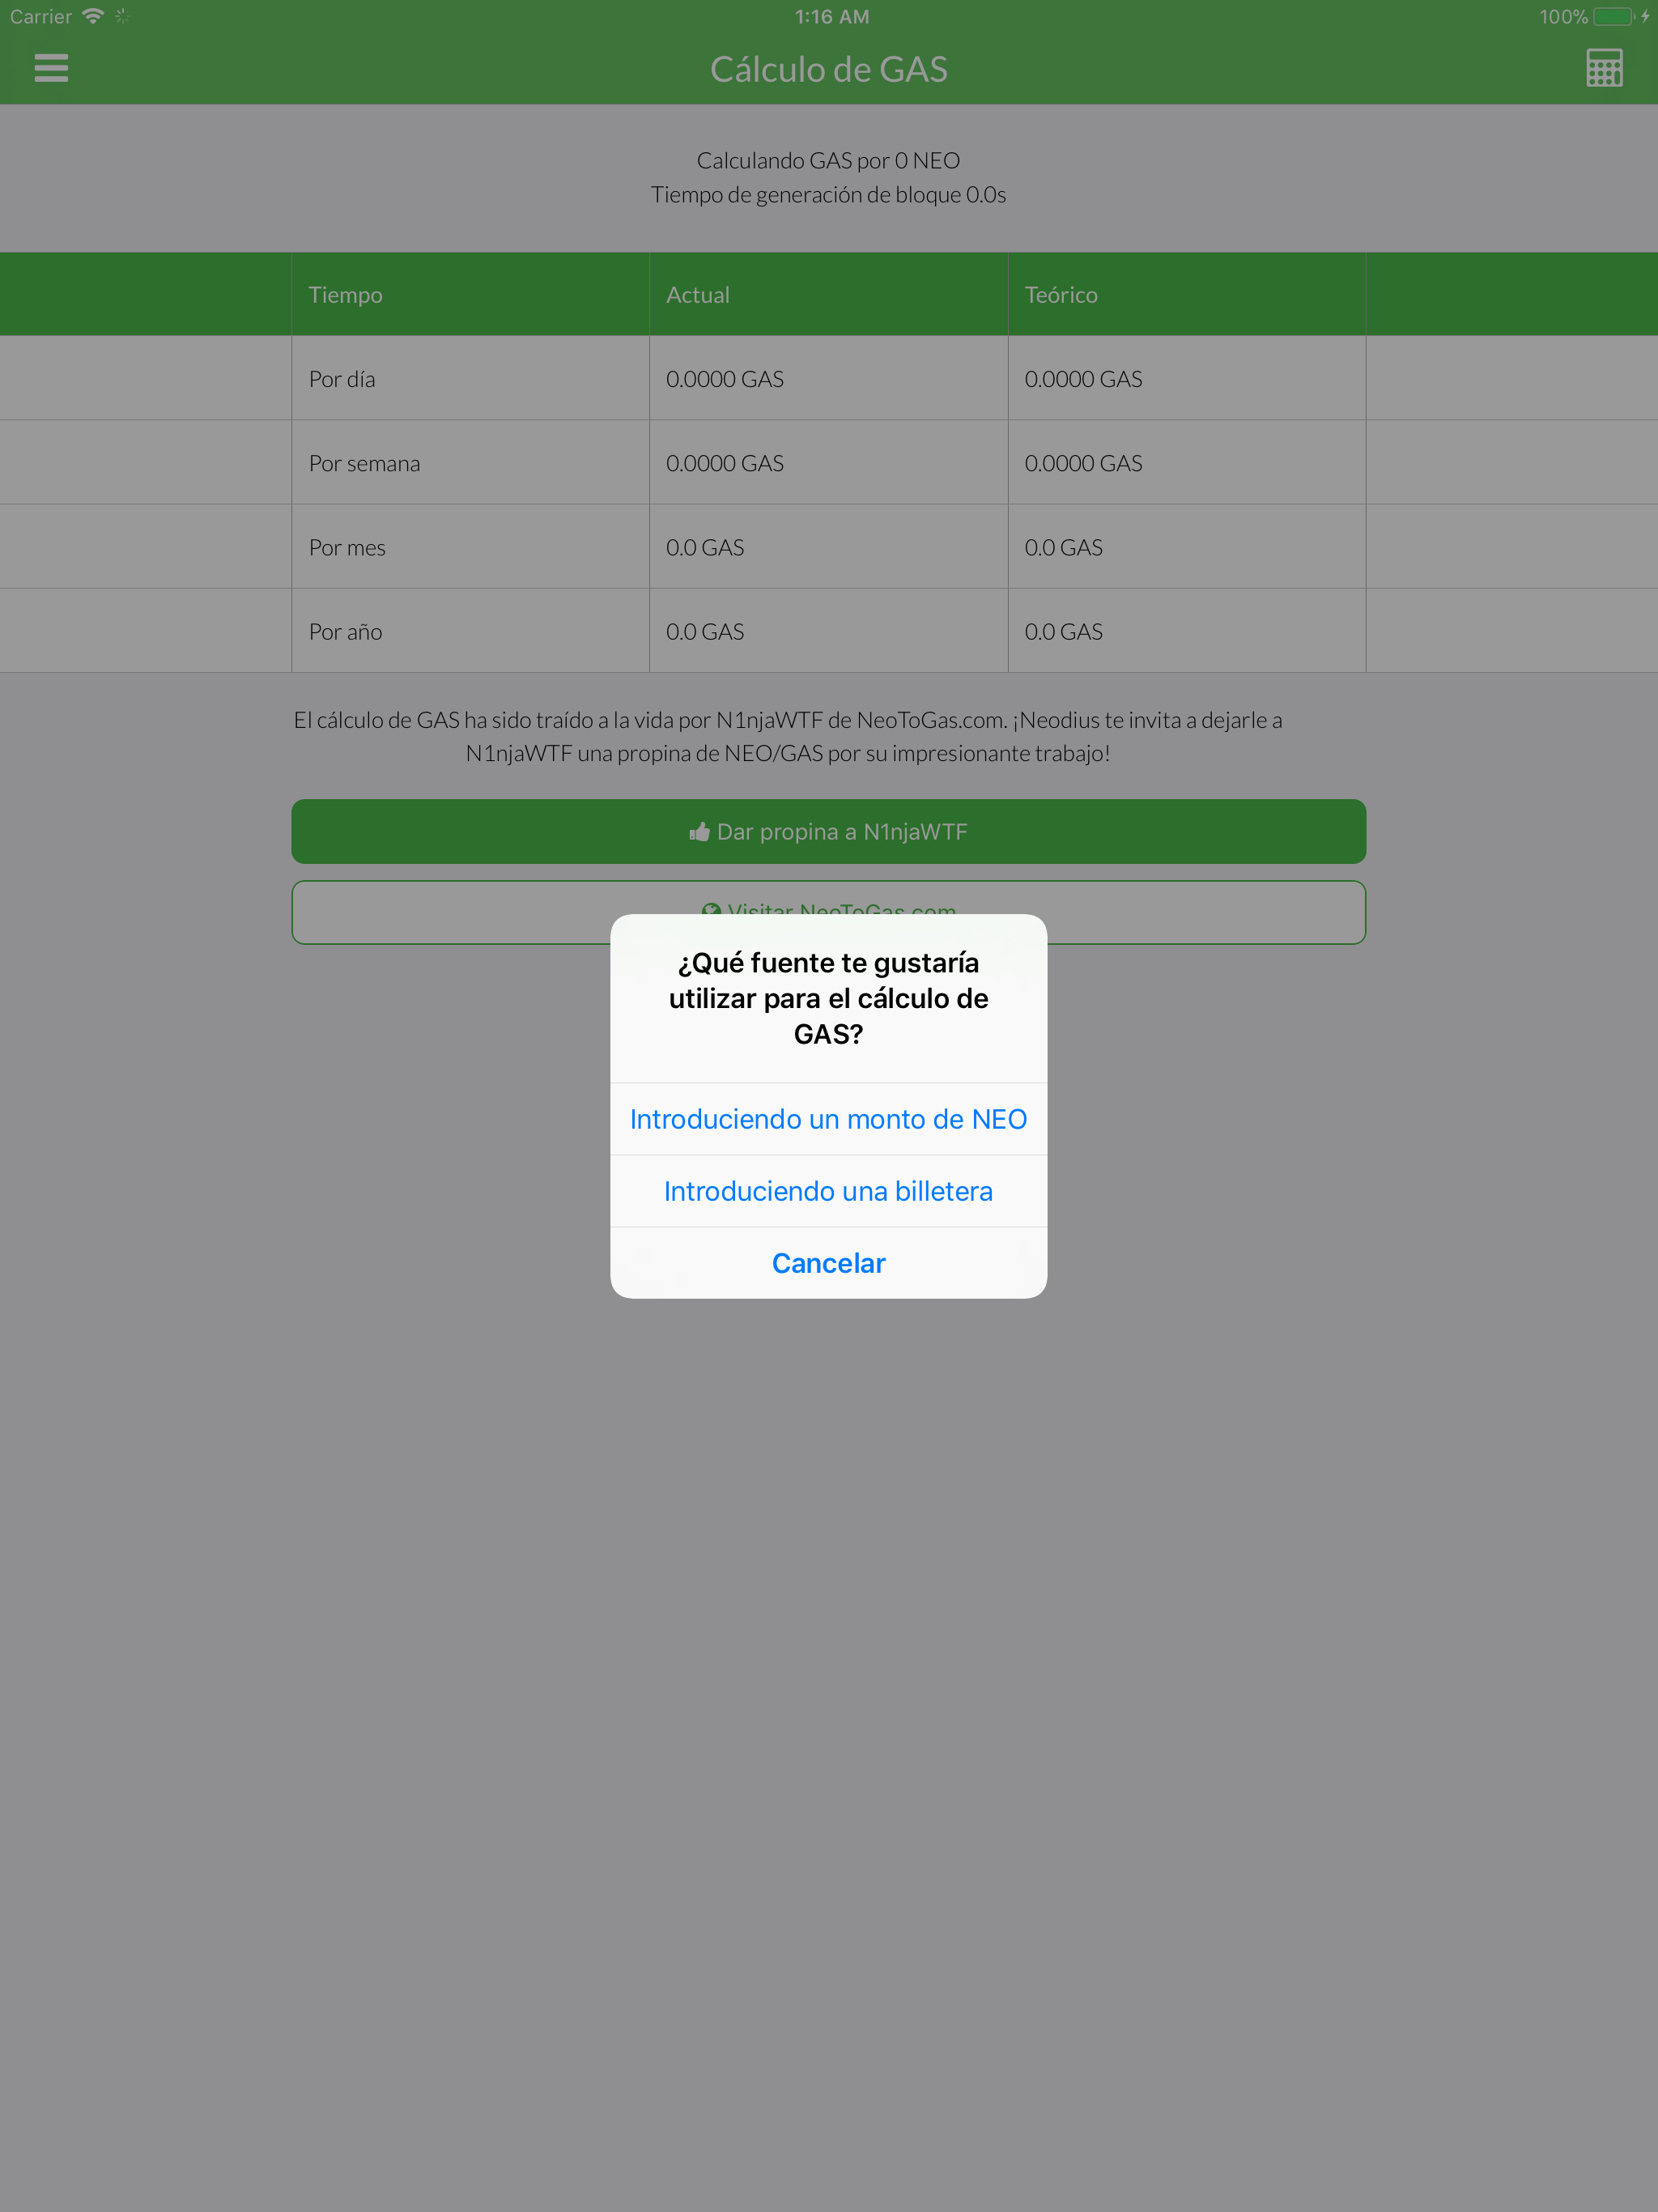 Carrier
1:16 AM
100%
Cálculo de GAS
Calculando GAS por 0 NEO
Tiempo de generación de bloque 0.0s
Tiempo Actual Teórico
Por día 0.0000 GAS 0.0000 GAS
Por semana 0.0000 GAS 0.0000 GAS
Por mes 0.0 GAS 0.0 GAS
Por año 0.0 GAS 0.0 GAS
El cálculo de GAS ha sido traído a la vida por N1njaWTF de NeoToGas.com. ¡Neodius te invita a dejarle a
N1njaWTF una propina de NEO/GAS por su impresionante trabajo!
Dar propina a N1njaWTF
Visitar NeoToGas.com
¿Qué fuente te gustaría
utilizar para el cálculo de
GAS?
Introduciendo un monto de NEO
Introduciendo una billetera
Cancelar